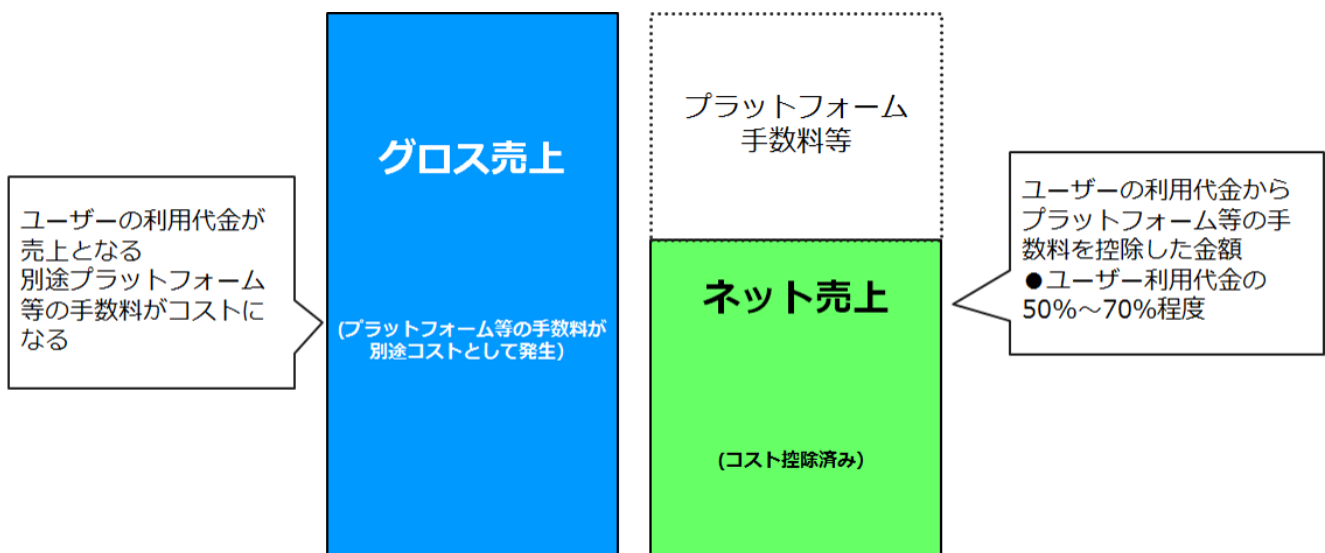 ユーザーの利用代金が
売上となる
別途プラットフォーム
等の手数料がコストに
なる
グロス売上
(プラットフォーム等の手数料が
別途コストとして発生)
プラットフォーム
手数料等
ネット売上
(コスト控除済み)
ユーザーの利用代金から
プラットフォーム等の手
数料を控除した金額
●ユーザー利用代金の
50%～70%程度